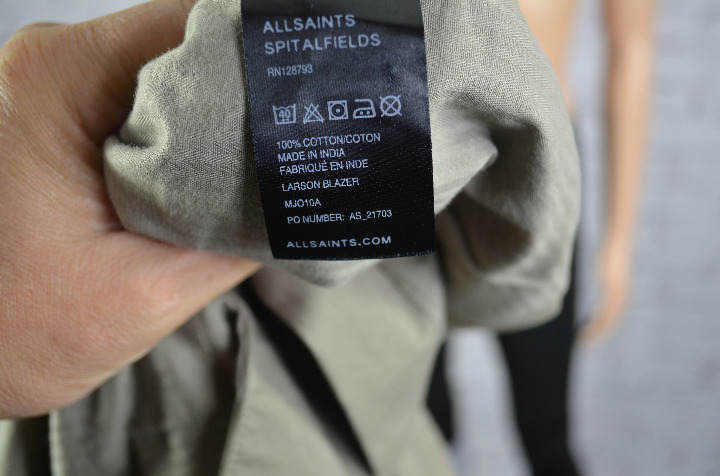 ALLSAINTS
SPITALFIELDS
RN128793
40
100% COTTON/COTON
MADE IN INDIA
FABRIQUÉ EN INDE
LARSON BLAZER
MJO10A
PO NUMBER: AS_21703
ALLSAINTS.COM